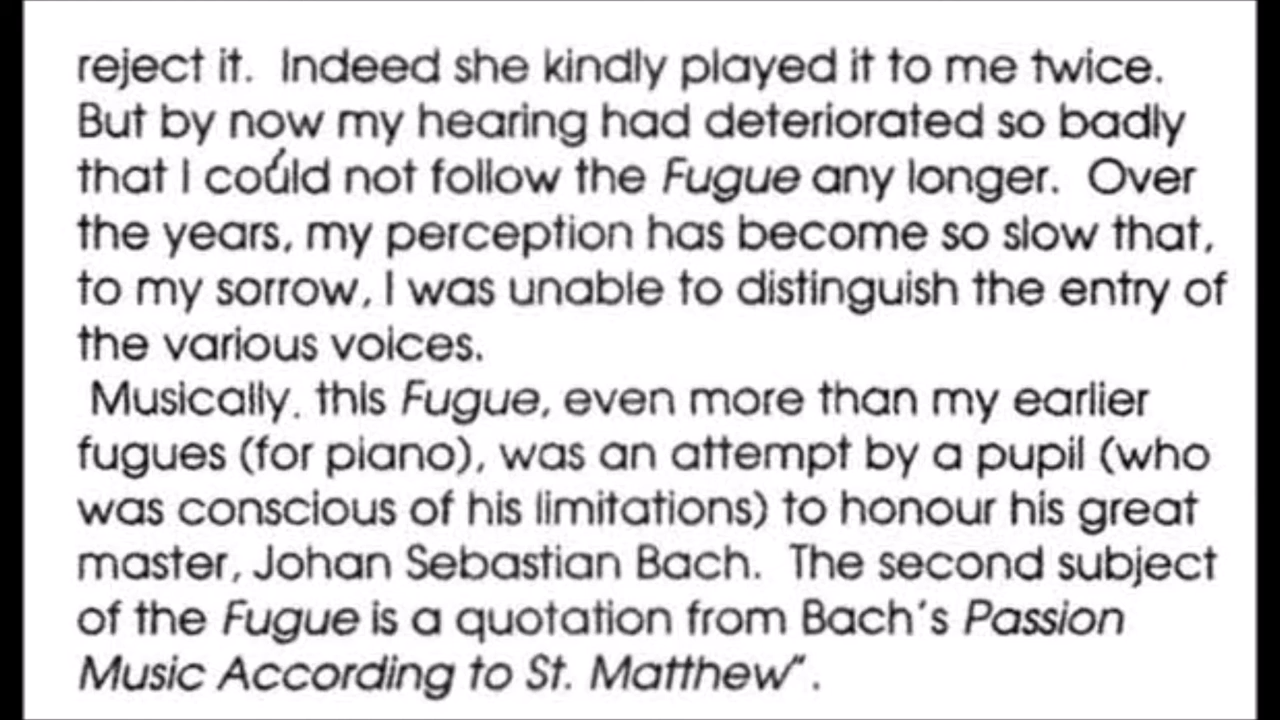 reject it. Indeed she kindly played it to me twice.
But by now my hearing had deteriorated so badly
that I could not follow the Fugue any longer. Over
the years, my perception has become so slow that,
to my sorrow, I was unable to distinguish the entry of
the various voices.
Musically, this Fugue, even more than my earlier
fugues (for piano), was an attempt by a pupil (who
was conscious of his limitations) to honour his great
master, Johan Sebastian Bach. The second subject
of the Fugue is a quotation from Bach's Passion
Music According to St. Matthew".